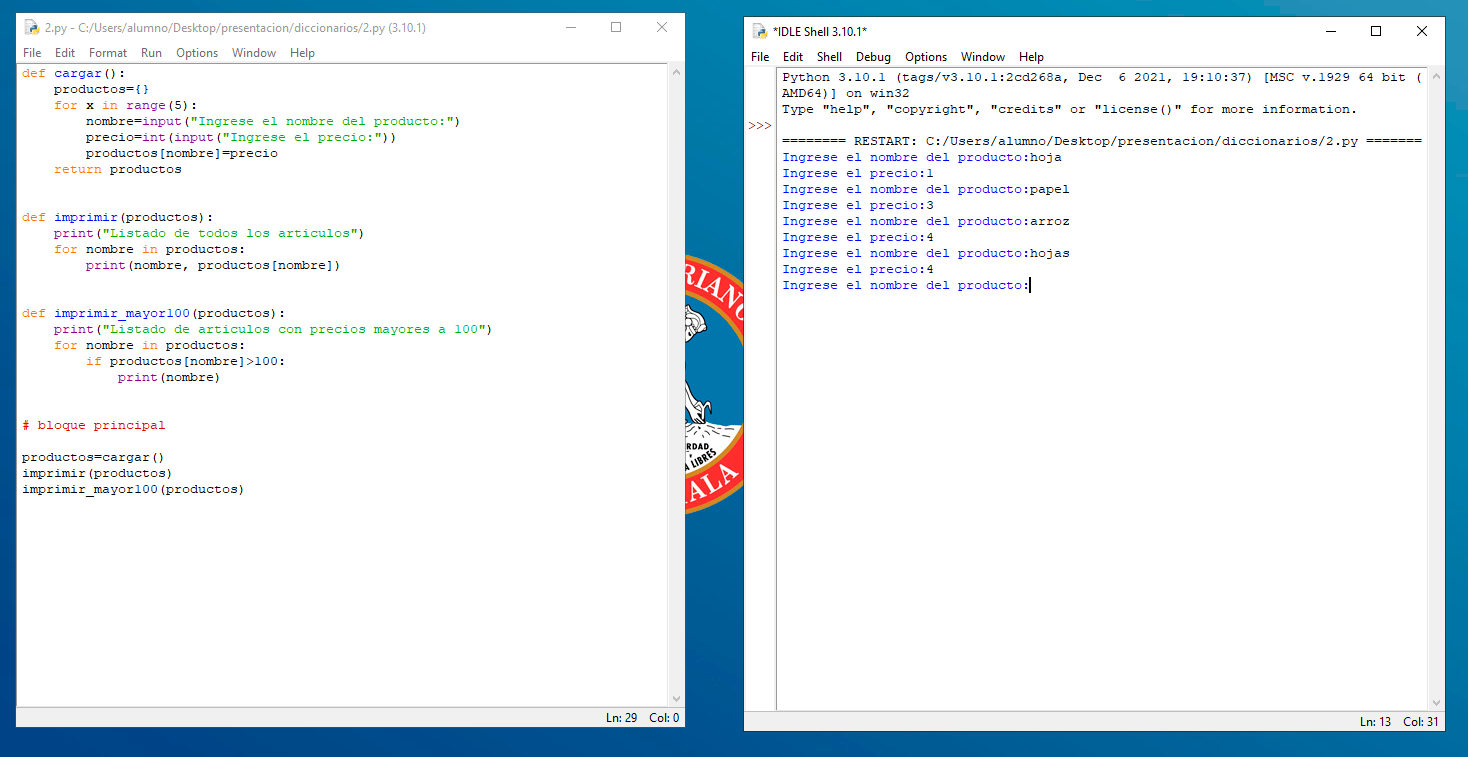 2.py - C:/Users/alumno/Desktop/presentacion/diccionarios/2.py (3.10.1)
File Edit Format Run Options Window Help
def cargar():
    productos={}
    for x in range(5):
        nombre=input("Ingrese el nombre del producto:")
        precio=int(input("Ingrese el precio:"))
        productos[nombre]=precio
    return productos
def imprimir(productos):
    print("Listado de todos los articulos")
    for nombre in productos:
        print(nombre, productos[nombre])
def imprimir_mayor100(productos):
    print("Listado de articulos con precios mayores a 100")
    for nombre in productos:
        if productos[nombre]>100:
            print(nombre)
# bloque principal
productos=cargar()
imprimir(productos)
imprimir_mayor100(productos)
Ln: 29 Col: 0
RIANO
RDAD
A LIBRES
ALA
*IDLE Shell 3.10.1*
File Edit Shell Debug Options Window Help
Python 3.10.1 (tags/v3.10.1:2cd268a, Dec  6 2021, 19:10:37) [MSC v.1929 64 bit (
AMD64)] on win32
Type "help", "copyright", "credits" or "license()" for more information.
>>>
======== RESTART: C:/Users/alumno/Desktop/presentacion/diccionarios/2.py =======
Ingrese el nombre del producto:hoja
Ingrese el precio:1
Ingrese el nombre del producto:papel
Ingrese el precio:3
Ingrese el nombre del producto:arroz
Ingrese el precio:4
Ingrese el nombre del producto:hojas
Ingrese el precio:4
Ingrese el nombre del producto:
Ln: 13 Col: 31